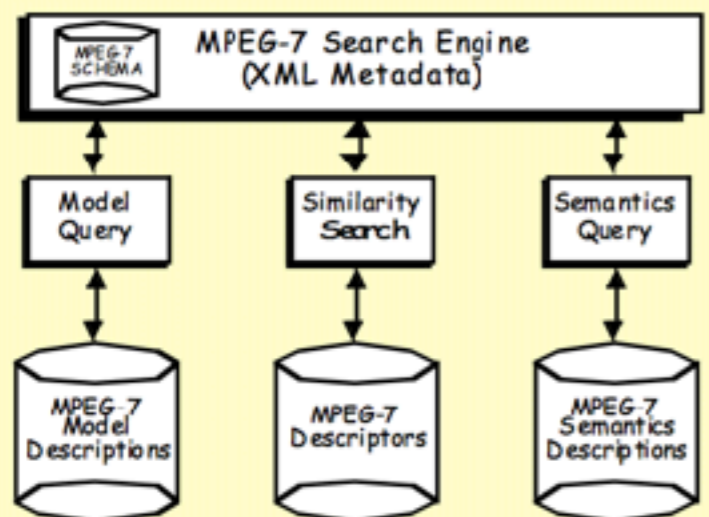 MPEG-7
SCHEMA
MPEG-7 Search Engine
(XML Metadata)
Model
Query
Similarity
Search
Semantics
Query
MPEG-7
Model
Descriptions
MPEG-7
Descriptors
MPEG-7
Semantics
Descriptions